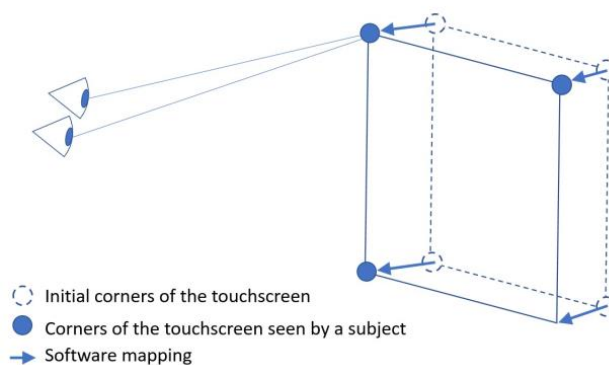 Initial corners of the touchscreen
Corners of the touchscreen seen by a subject
Software mapping